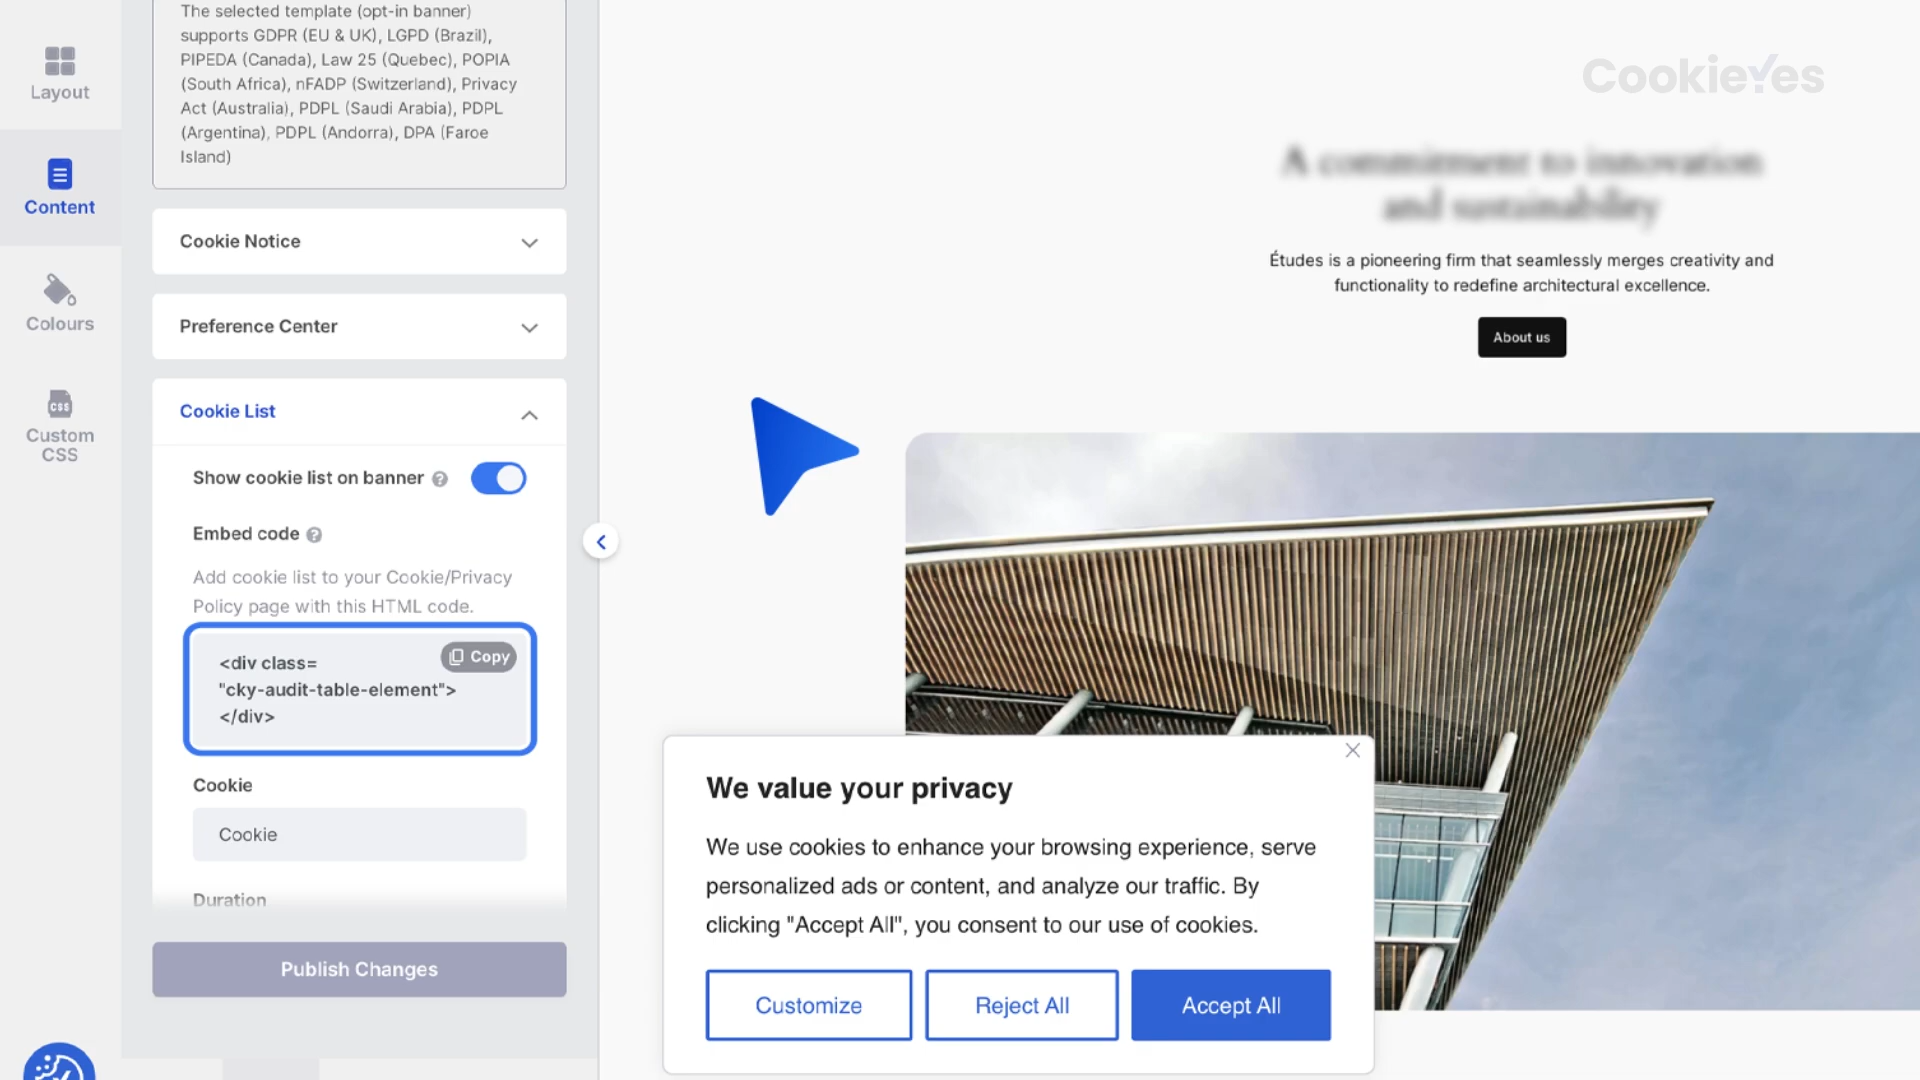 Layout
Content
Colours
CSS
Custom
CSS
The selected template (opt-in banner)
supports GDPR (EU & UK), LGPD (Brazil),
PIPEDA (Canada), Law 25 (Quebec), POPIA
(South Africa), nFADP (Switzerland), Privacy
Act (Australia), PDPL (Saudi Arabia), PDPL
(Argentina), PDPL (Andorra), DPA (Faroe
Island)
Cookie Notice
Preference Center
Cookie List
Show cookie list on banner ?
Embed code ?
Add cookie list to your Cookie/Privacy
Policy page with this HTML code.
Copy
<div class=
"cky-audit-table-element">
</div>
Cookie
Cookie
Duration
Publish Changes
CookieYes
A commitment to innovation
and sustainability
Études is a pioneering firm that seamlessly merges creativity and
functionality to redefine architectural excellence.
About us
We value your privacy
We use cookies to enhance your browsing experience, serve
personalized ads or content, and analyze our traffic. By
clicking "Accept All", you consent to our use of cookies.
Customize
Reject All
Accept All